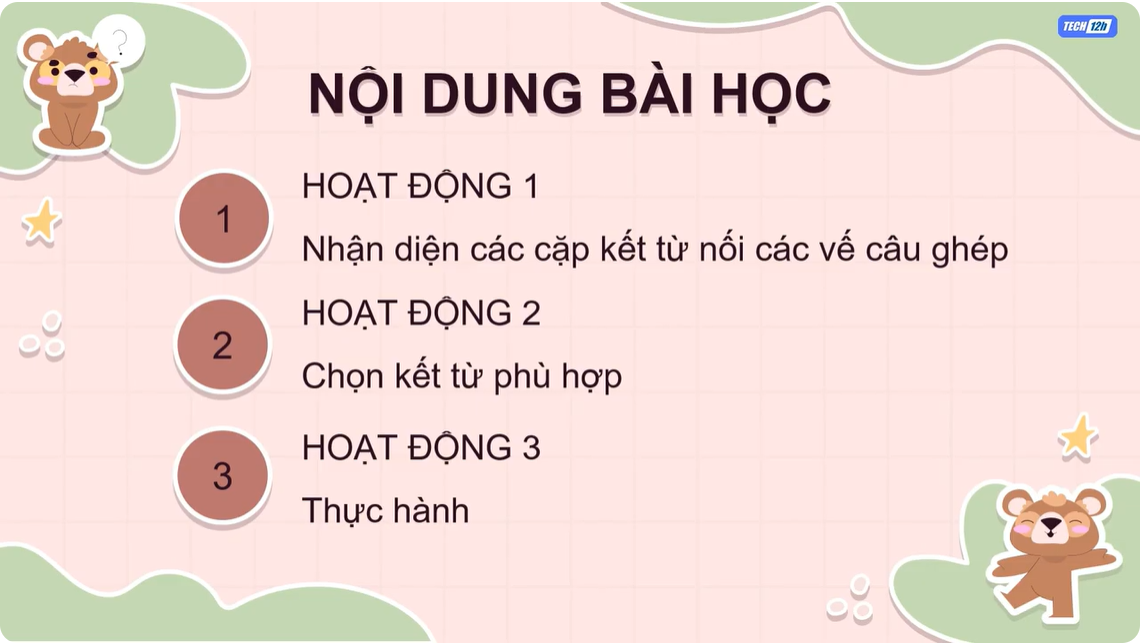 ?
TECH 12h
NỘI DUNG BÀI HỌC
1
HOẠT ĐỘNG 1
Nhận diện các cặp kết từ nối các vế câu ghép
2
HOẠT ĐỘNG 2
Chọn kết từ phù hợp
3
HOẠT ĐỘNG 3
Thực hành